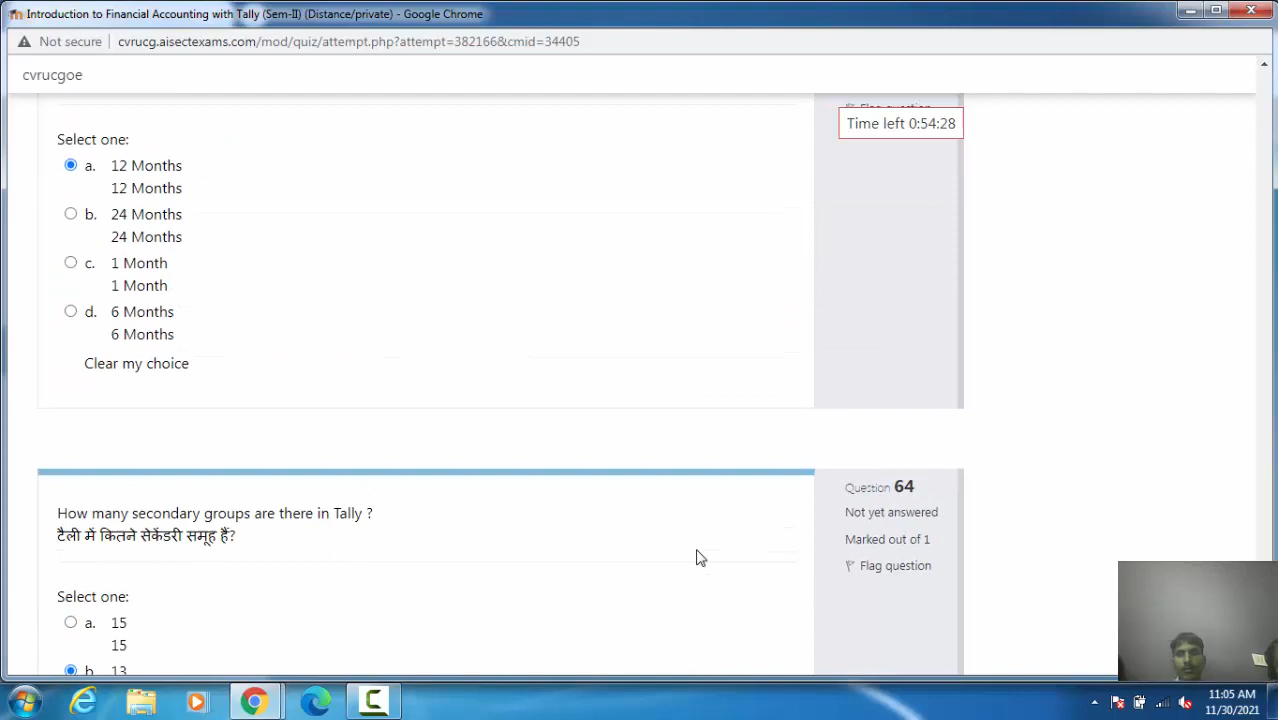 Introduction to Financial Accounting with Tally (Sem-II) (Distance/private) - Google Chrome
Not secure | cvrucg.aisectexams.com/mod/quiz/attempt.php?attempt=382166&cmid=34405
cvrucgoe
Flag question
Time left 0:54:28
Select one:
a. 12 Months
12 Months
b. 24 Months
24 Months
c. 1 Month
1 Month
d. 6 Months
6 Months
Clear my choice
Question 64
Not yet answered
Marked out of 1
Flag question
How many secondary groups are there in Tally ?
टैली में कितने सेकेंडरी समूह हैं?
Select one:
a. 15
15
b. 13
11:05 AM
11/30/2021